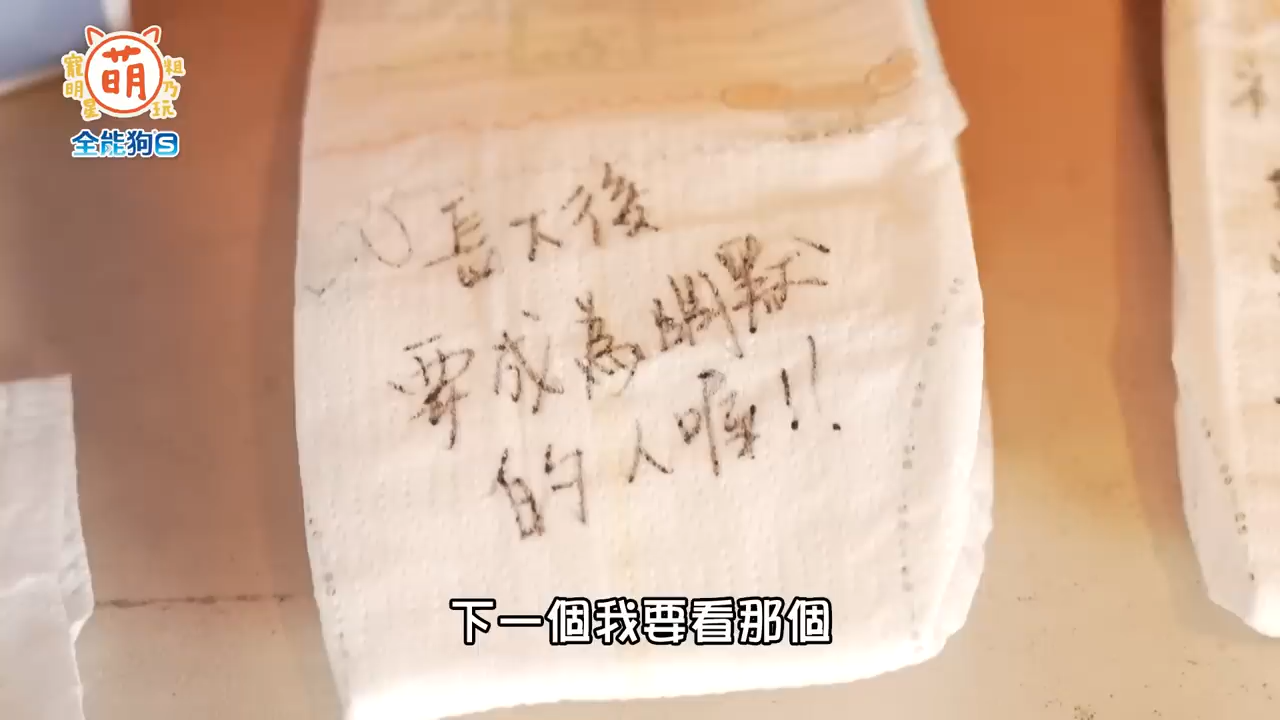 寵明星
萌
粗乃玩
全能狗S
長大後
要成為幽默
的人喔!!
下一個我要看那個